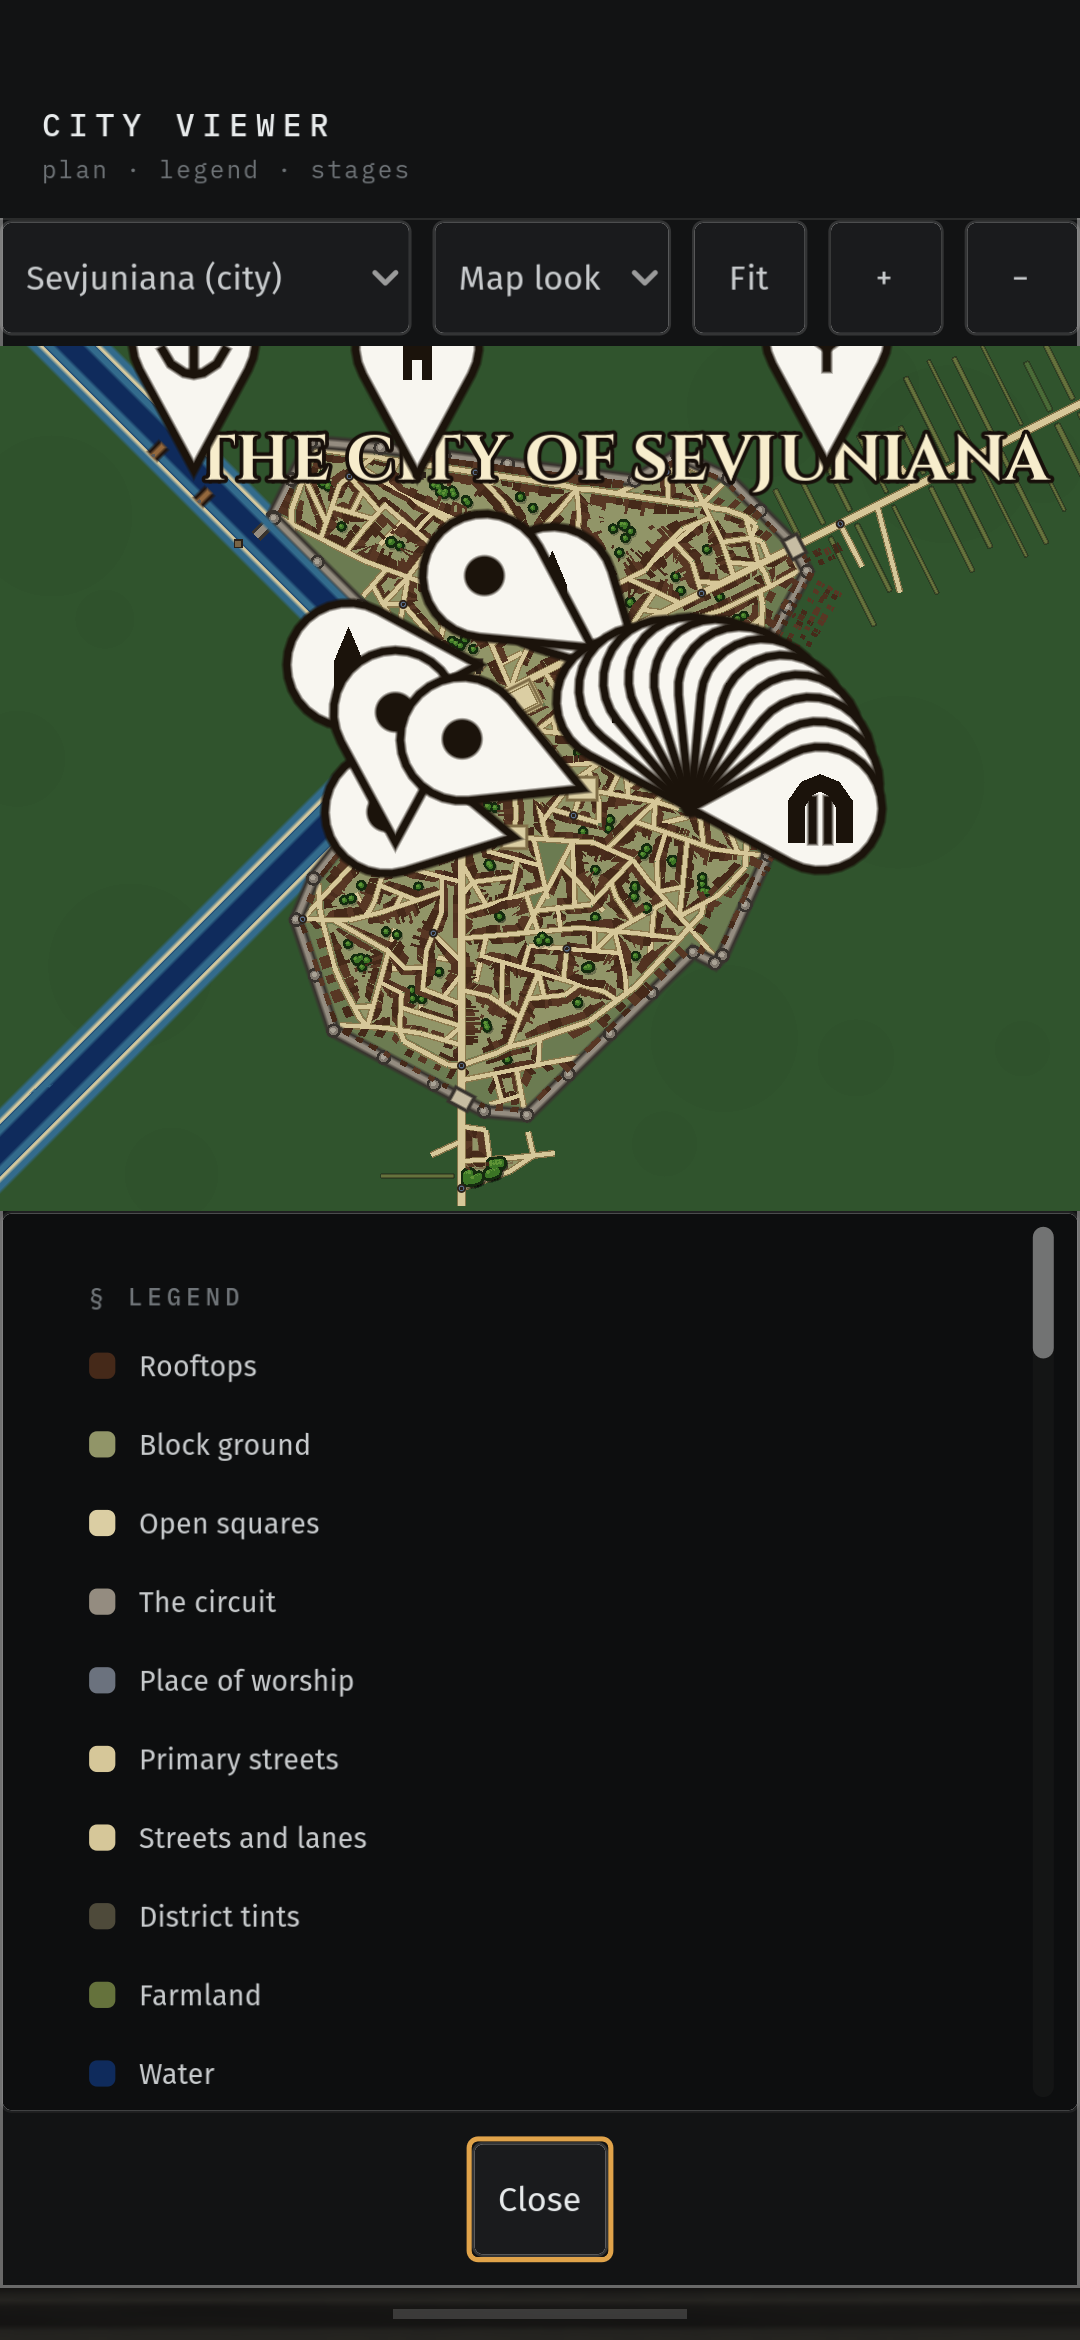 CITY VIEWER
plan · legend · stages
Sevjuniana (city)
Map look
Fit
+
−
THE CITY OF SEVJUNIANA
§ LEGEND
Rooftops
Block ground
Open squares
The circuit
Place of worship
Primary streets
Streets and lanes
District tints
Farmland
Water
Close